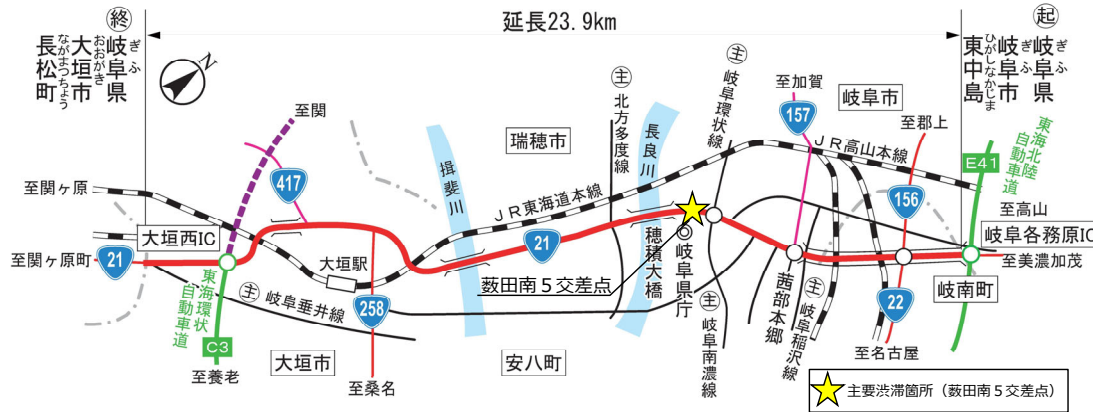 延長23.9km
終
岐阜県
ぎふ
大垣市
おおがき
長松町
ながまつちょう
起
岐阜県
ぎふ
岐阜市
ぎふ
東中島
ひがしなかじま
N
至関
417
至関ヶ原
大垣西IC
至関ヶ原町
21
東海環状
自動車道
C3
至養老
主
岐阜垂井線
大垣駅
258
大垣市
至桑名
揖斐川
瑞穂市
JR東海道本線
21
安八町
主
北方多度線
長良川
穂積大橋
薮田南5交差点
岐阜県庁
主
岐阜環状線
主
岐阜南濃線
至加賀
157
茜部本郷
主
岐阜稲沢線
岐阜市
JR高山本線
至郡上
156
22
至名古屋
東海北陸
自動車道
E41
至高山
岐阜各務原IC
至美濃加茂
岐南町
主要渋滞箇所（薮田南5交差点）